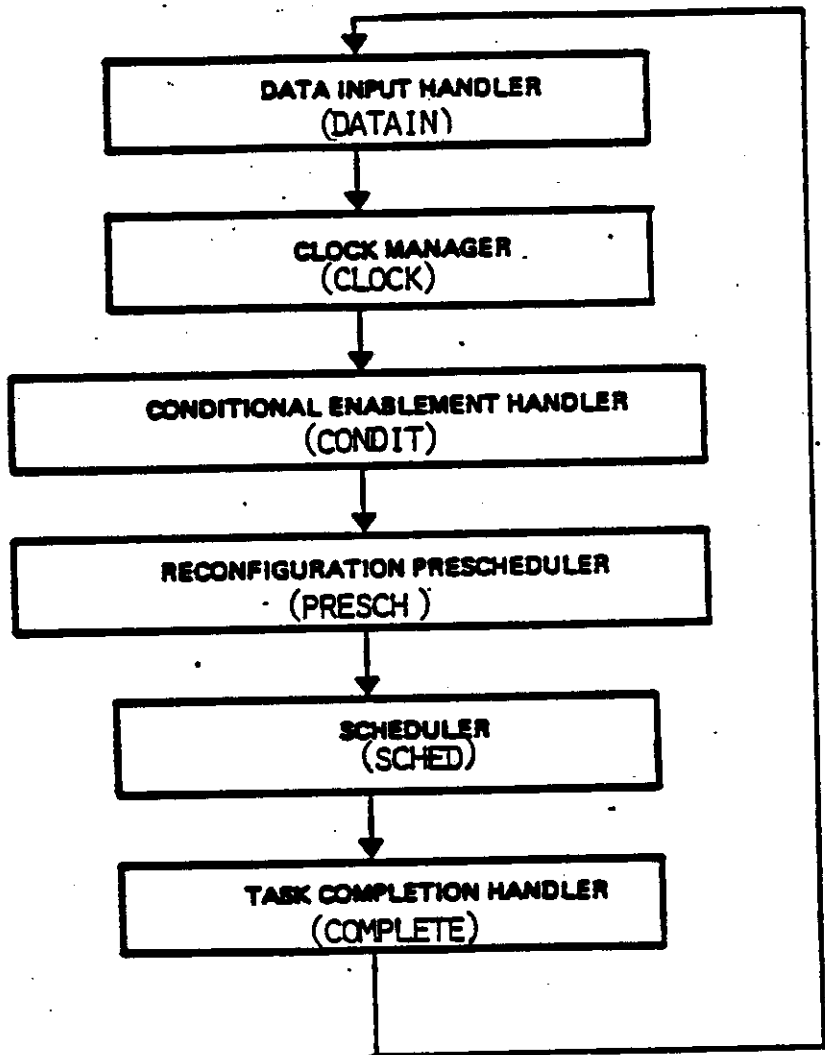 DATA INPUT HANDLER
(DATAIN)
CLOCK MANAGER
(CLOCK)
CONDITIONAL ENABLEMENT HANDLER
(CONDIT)
RECONFIGURATION PRESCHEDULER
(PRESCH)
SCHEDULER
(SCHED)
TASK COMPLETION HANDLER
(COMPLETE)